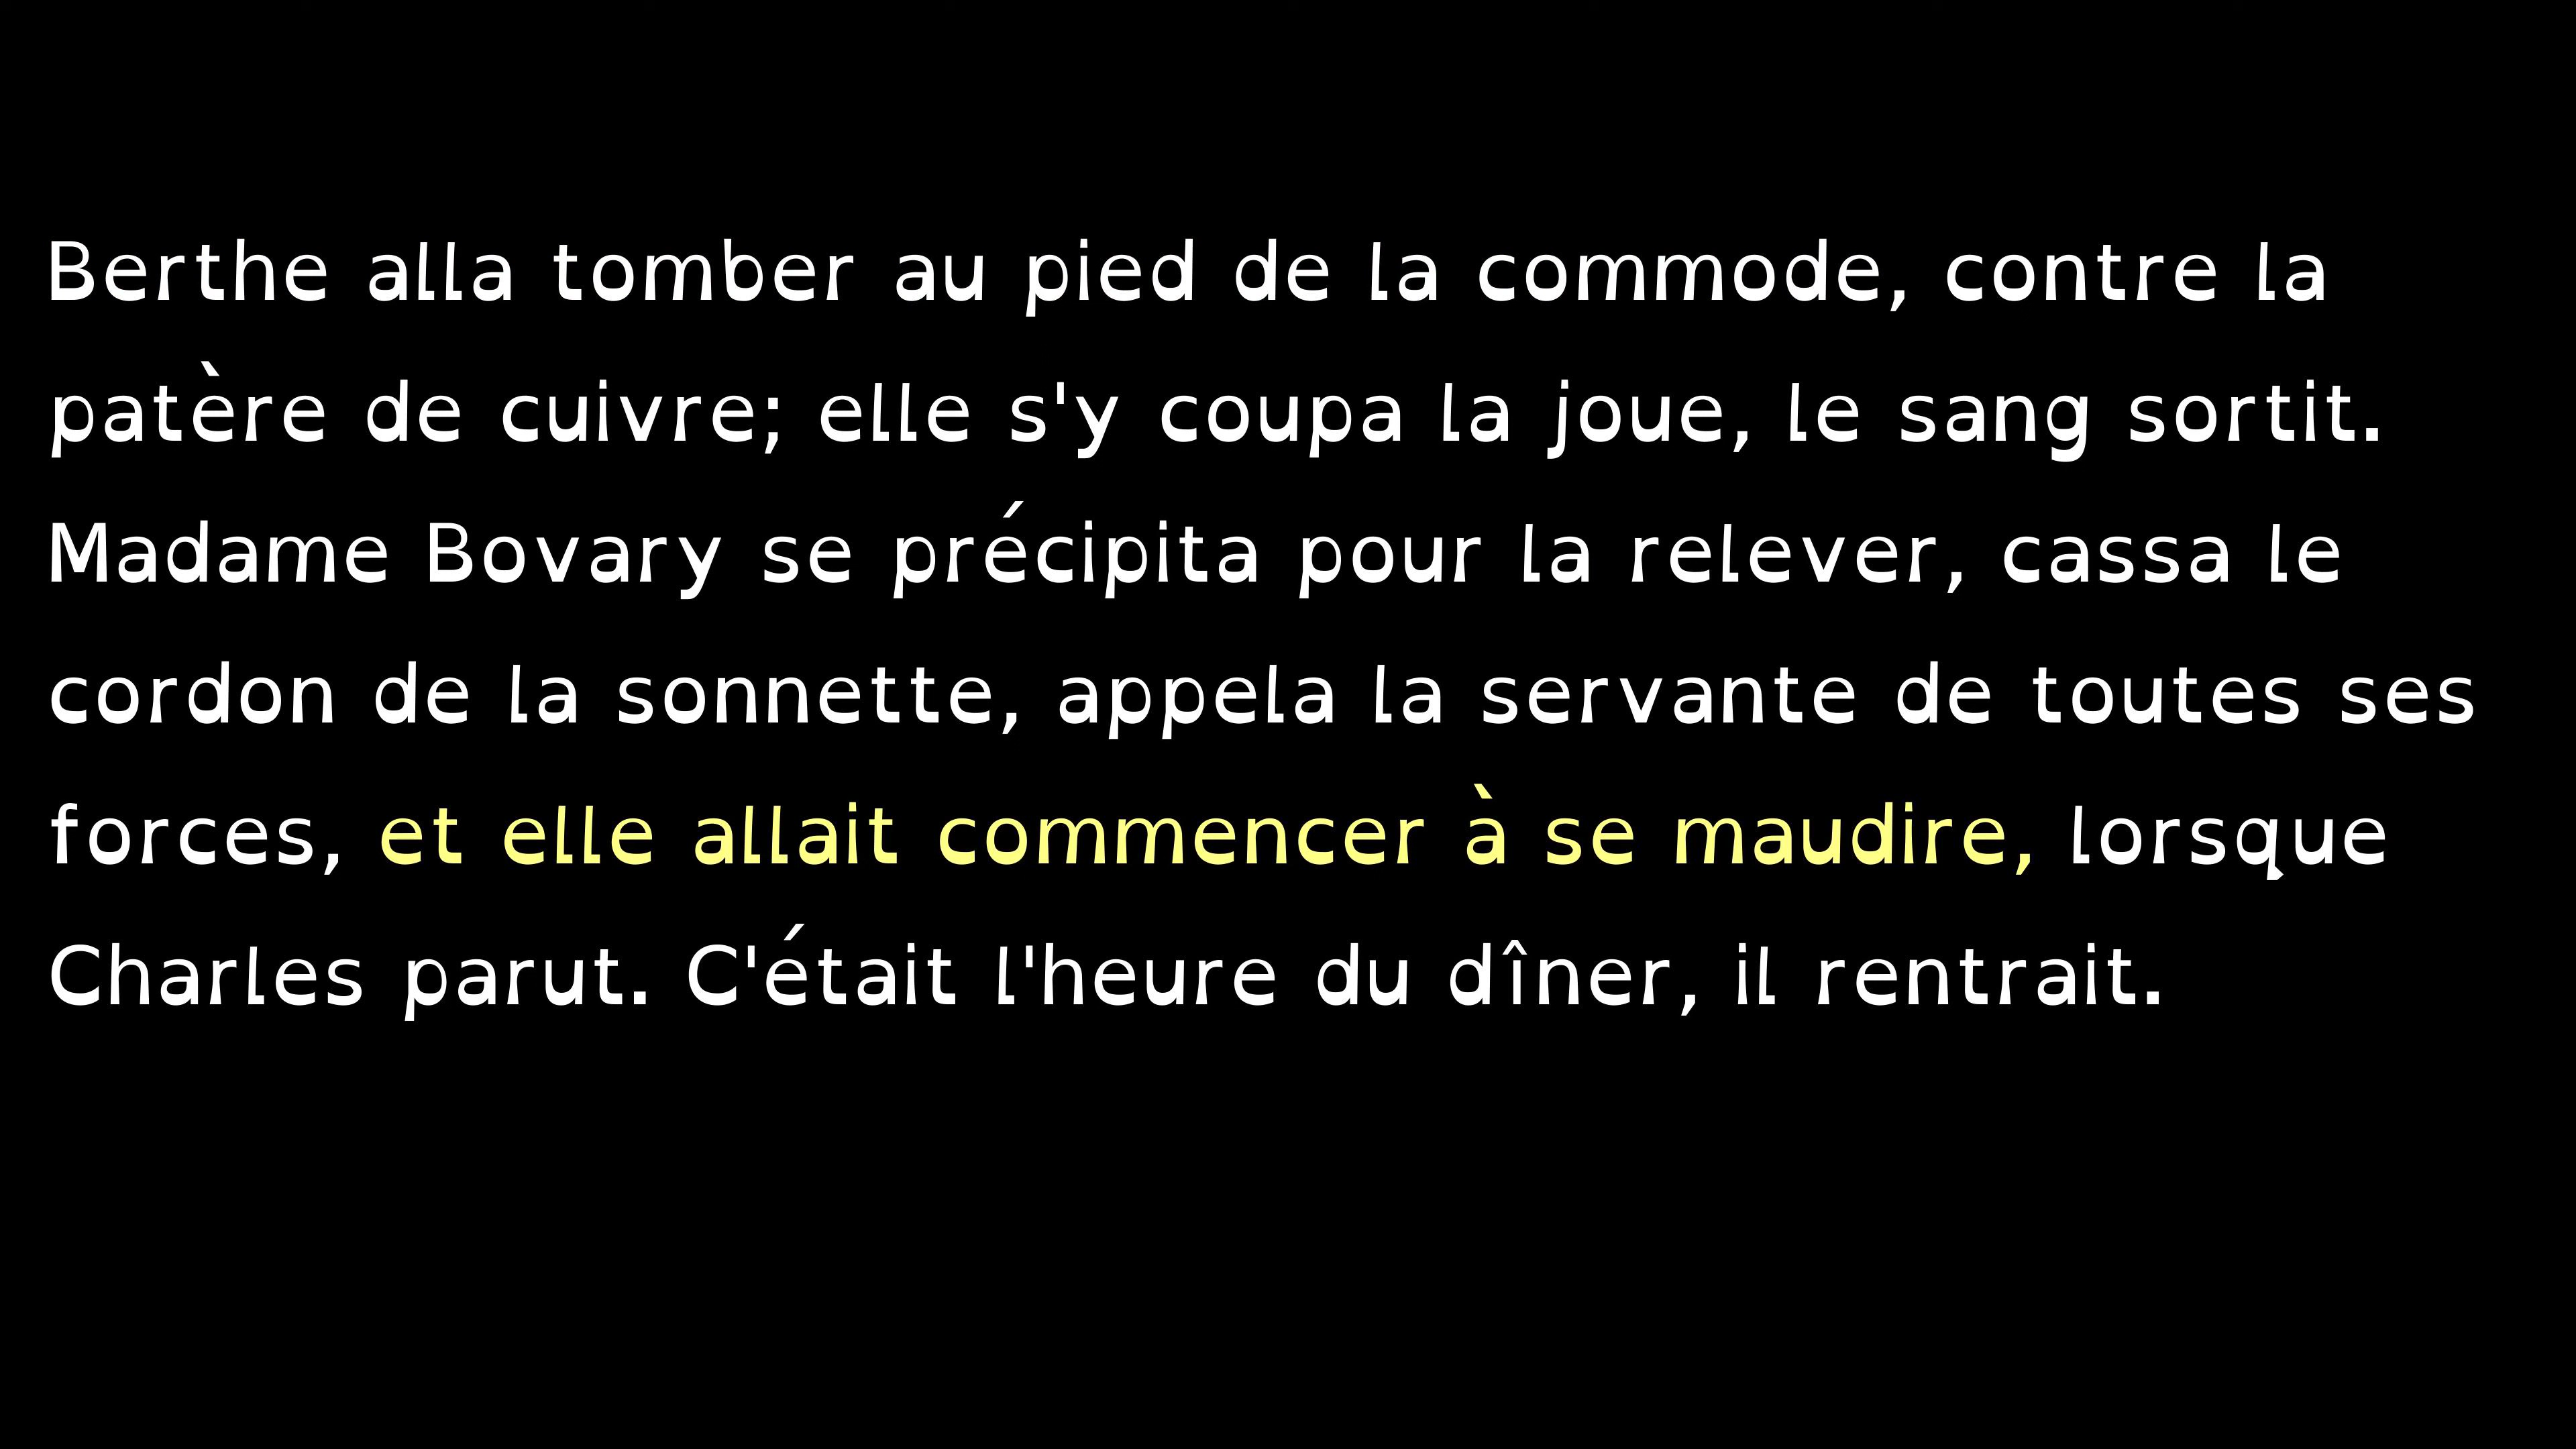 Berthe alla tomber au pied de la commode, contre la
patère de cuivre; elle s'y coupa la joue, le sang sortit.
Madame Bovary se précipita pour la relever, cassa le
cordon de la sonnette, appela la servante de toutes ses
forces, et elle allait commencer à se maudire, lorsque
Charles parut. C'était l'heure du dîner, il rentrait.